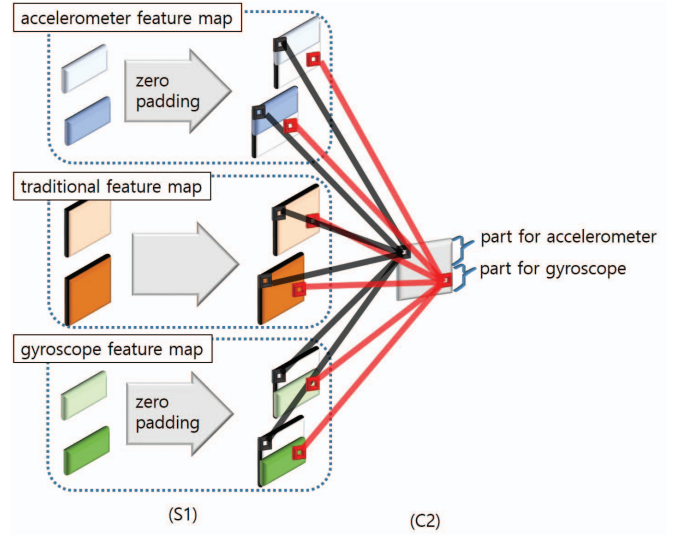 accelerometer feature map
zero
padding
traditional feature map
part for accelerometer
part for gyroscope
gyroscope feature map
zero
padding
(S1)
(C2)